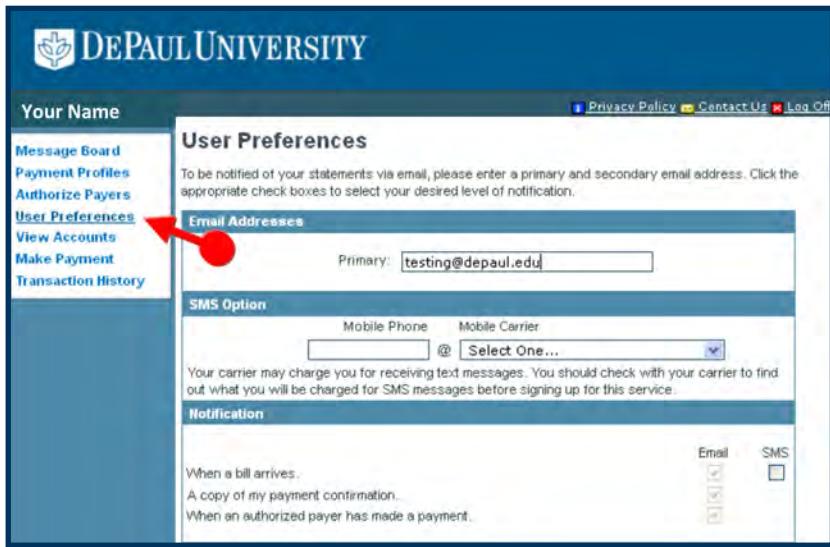 DEPAUL UNIVERSITY
Your Name
Privacy Policy Contact Us Log Off
Message Board
Payment Profiles
Authorize Payers
User Preferences
View Accounts
Make Payment
Transaction History
User Preferences
To be notified of your statements via email, please enter a primary and secondary email address. Click the
appropriate check boxes to select your desired level of notification.
Email Addresses
Primary: testing@depaul.edu
SMS Option
Mobile Phone Mobile Carrier
@ Select One...
Your carrier may charge you for receiving text messages. You should check with your carrier to find
out what you will be charged for SMS messages before signing up for this service.
Notification
Email SMS
When a bill arrives.
A copy of my payment confirmation.
When an authorized payer has made a payment.